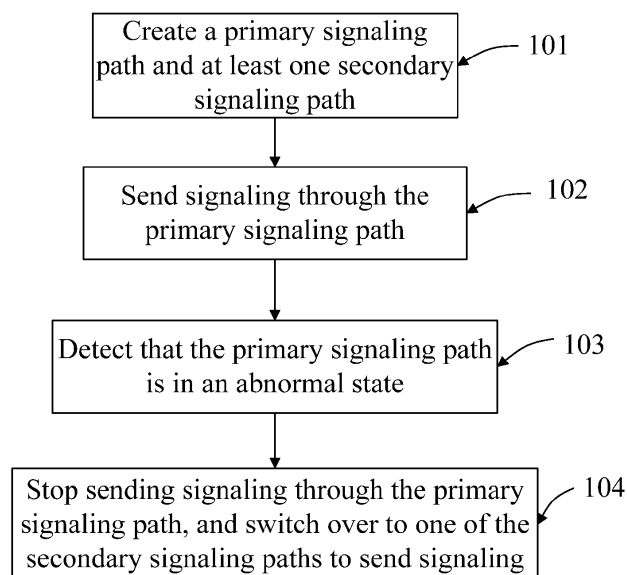 Create a primary signaling
path and at least one secondary
signaling path
101
Send signaling through the
primary signaling path
102
Detect that the primary signaling path
is in an abnormal state
103
Stop sending signaling through the primary
signaling path, and switch over to one of the
secondary signaling paths to send signaling
104